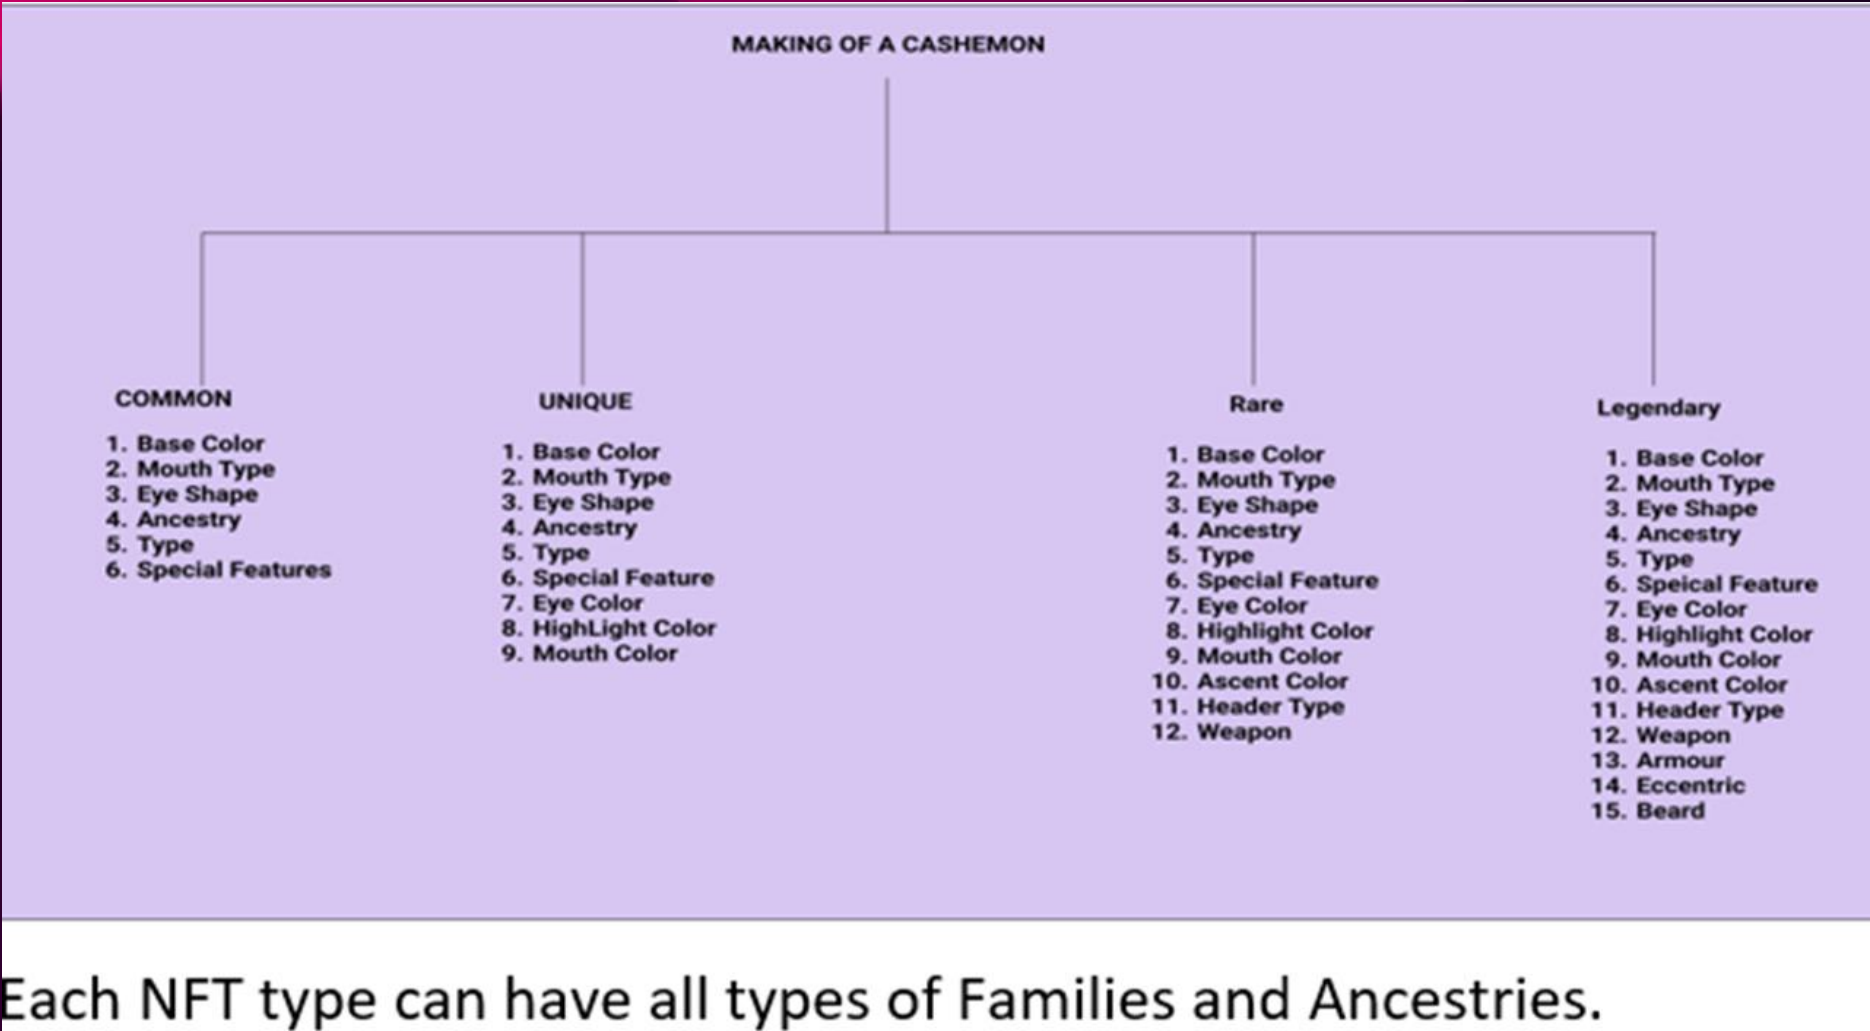 MAKING OF A CASHEMON
COMMON
1. Base Color
2. Mouth Type
3. Eye Shape
4. Ancestry
5. Type
6. Special Features
UNIQUE
1. Base Color
2. Mouth Type
3. Eye Shape
4. Ancestry
5. Type
6. Special Feature
7. Eye Color
8. HighLight Color
9. Mouth Color
Rare
1. Base Color
2. Mouth Type
3. Eye Shape
4. Ancestry
5. Type
6. Special Feature
7. Eye Color
8. Highlight Color
9. Mouth Color
10. Ascent Color
11. Header Type
12. Weapon
Legendary
1. Base Color
2. Mouth Type
3. Eye Shape
4. Ancestry
5. Type
6. Speical Feature
7. Eye Color
8. Highlight Color
9. Mouth Color
10. Ascent Color
11. Header Type
12. Weapon
13. Armour
14. Eccentric
15. Beard
Each NFT type can have all types of Families and Ancestries.